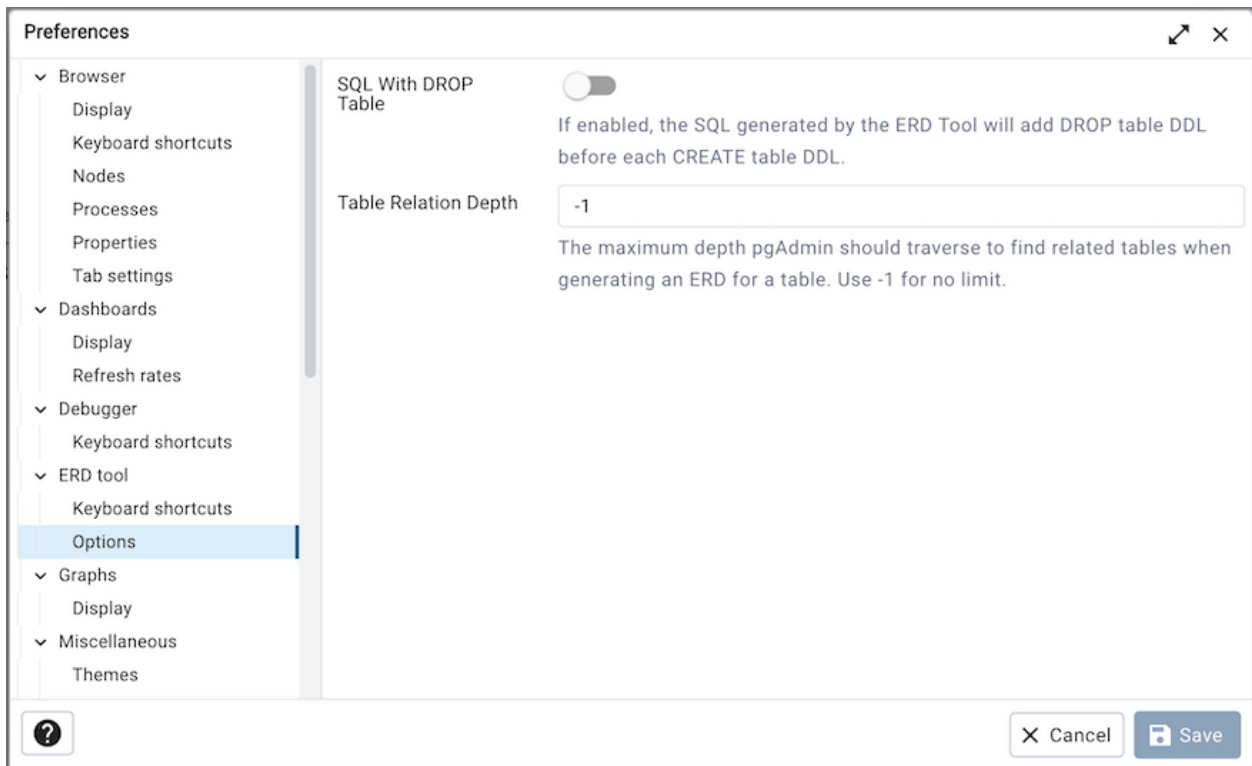 Preferences
Browser
Display
Keyboard shortcuts
Nodes
Processes
Properties
Tab settings
Dashboards
Display
Refresh rates
Debugger
Keyboard shortcuts
ERD tool
Keyboard shortcuts
Options
Graphs
Display
Miscellaneous
Themes
SQL With DROP
Table
If enabled, the SQL generated by the ERD Tool will add DROP table DDL
before each CREATE table DDL.
Table Relation Depth
-1
The maximum depth pgAdmin should traverse to find related tables when
generating an ERD for a table. Use -1 for no limit.
Cancel
Save